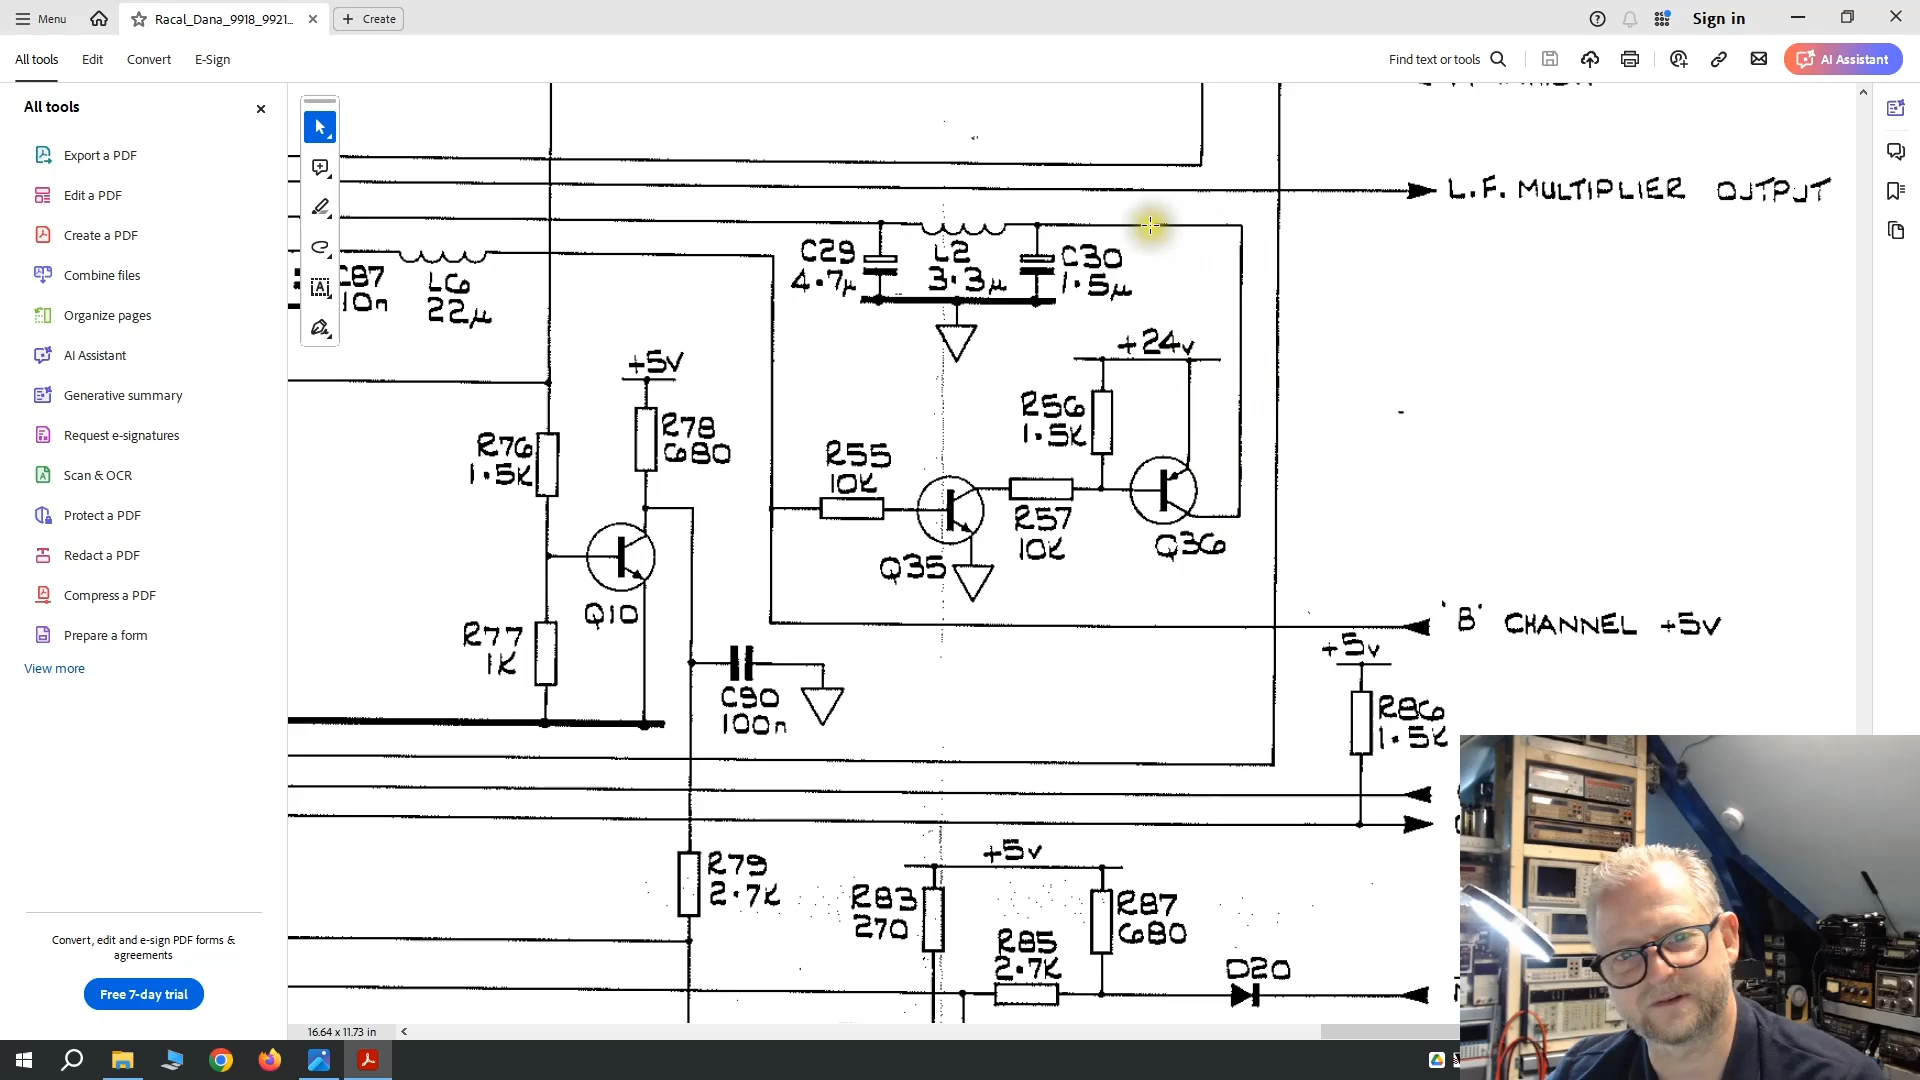 Menu
Racal_Dana_9918_9921...
Create
Sign in
All tools
Edit
Convert
E-Sign
Find text or tools
AI Assistant
All tools
Export a PDF
Edit a PDF
Create a PDF
Combine files
Organize pages
AI Assistant
Generative summary
Request e-signatures
Scan & OCR
Protect a PDF
Redact a PDF
Compress a PDF
Prepare a form
View more
Convert, edit and e-sign PDF forms & agreements
Free 7-day trial
L.F. MULTIPLIER OUTPUT
C29
4.7µ
L2
3.3µ
C30
1.5µ
C87
10n
L6
22µ
+24v
+5V
R56
1.5K
R78
680
R76
1.5K
R55
10K
R57
10K
Q36
Q35
Q10
'B' CHANNEL +5V
R77
1K
+5v
C90
100n
R86
1.5K
+5v
R79
2.7K
R83
270
R87
680
R85
2.7K
D20
16.64 x 11.73 in